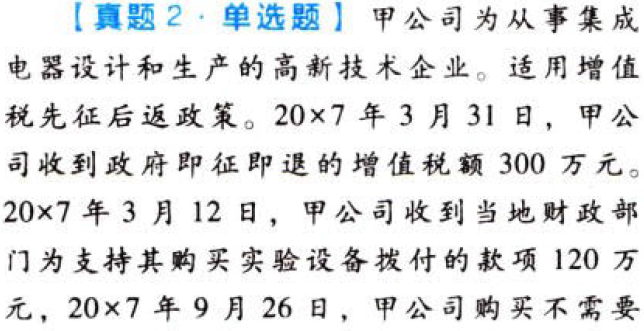 【真题2·单选题】甲公司为从事集成
电器设计和生产的高新技术企业。适用增值
税先征后返政策。20×7年3月31日，甲公
司收到政府即征即退的增值税额300万元。
20×7年3月12日，甲公司收到当地财政部
门为支持其购买实验设备拨付的款项120万
元，20×7年9月26日，甲公司购买不需要